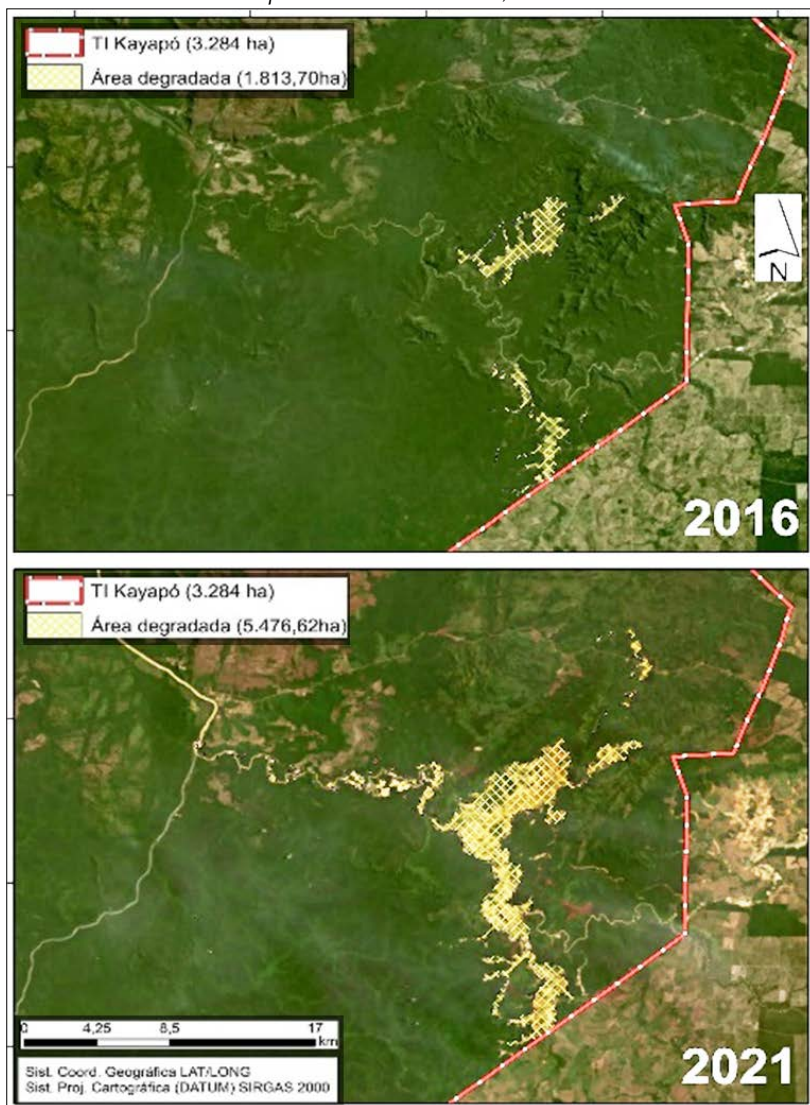 TI Kayapó (3.284 ha)
Área degradada (1.813,70ha)
N
2016
TI Kayapó (3.284 ha)
Área degradada (5.476,62ha)
0 4,25 8,5 17
km
Sist. Coord. Geográfica LAT/LONG
Sist. Proj. Cartográfica (DATUM) SIRGAS 2000
2021